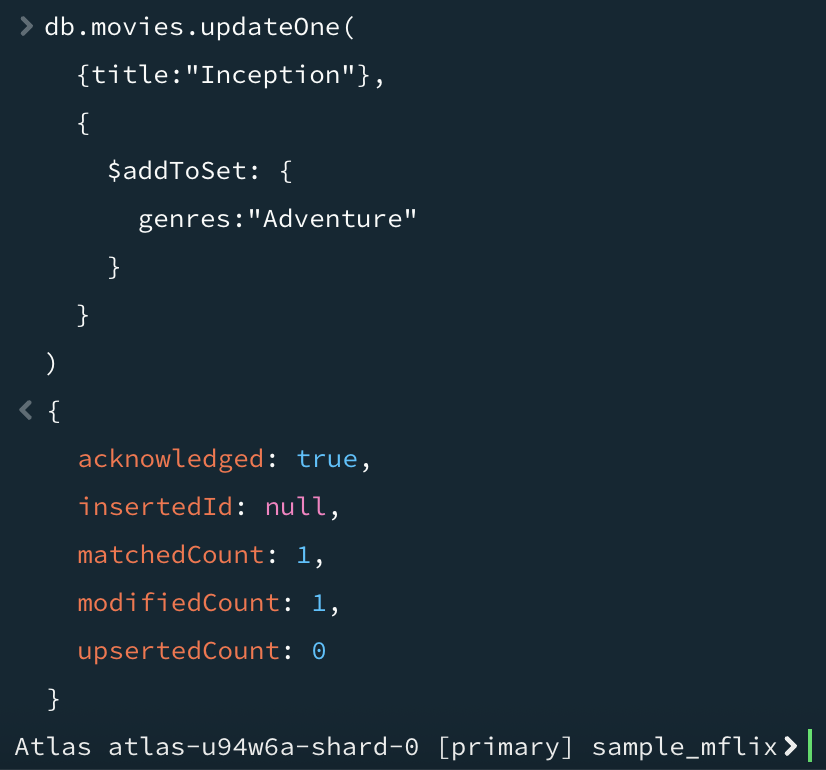 > db.movies.updateOne(
{title:"Inception"},
{
$addToSet: {
genres:"Adventure"
}
}
)
< {
acknowledged: true,
insertedId: null,
matchedCount: 1,
modifiedCount: 1,
upsertedCount: 0
}
Atlas atlas-u94w6a-shard-0 [primary] sample_mflix>